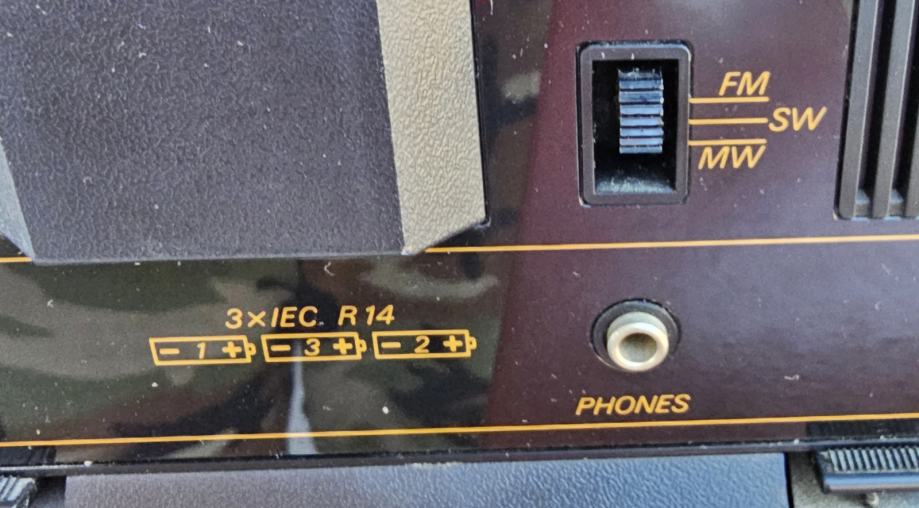 FM
SW
MW
3×IEC R14
- 1 + - 3 + - 2 +
PHONES